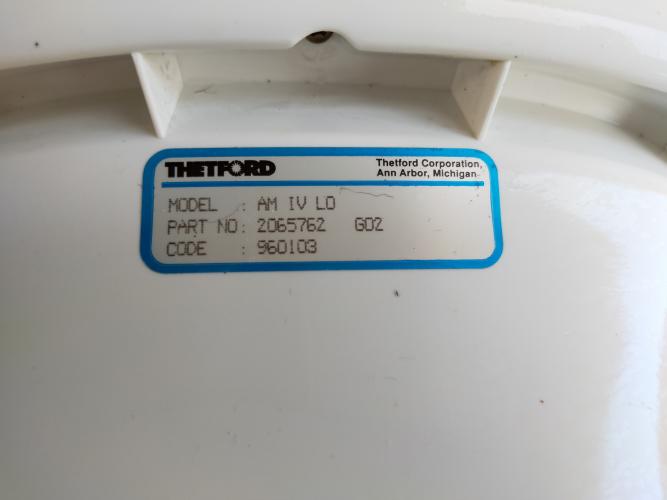 THETFORD
Thetford Corporation,
Ann Arbor, Michigan
MODEL : AM IV LO
PART NO: 2065762 G02
CODE : 960103